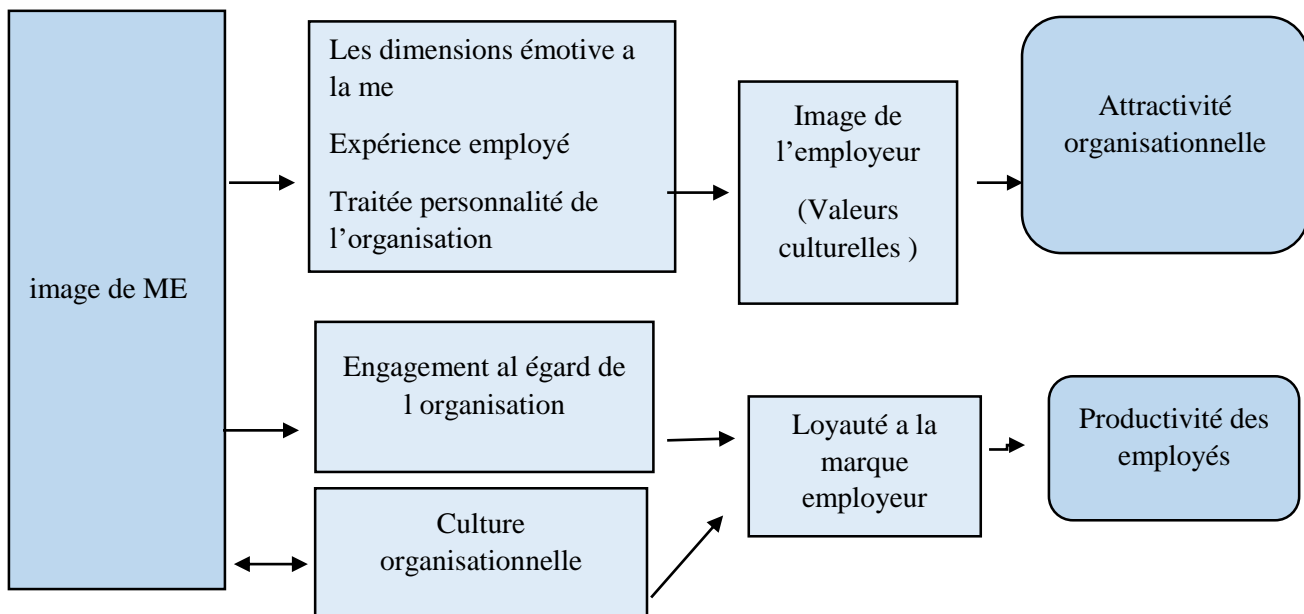 image de ME
Les dimensions émotive a
la me
Expérience employé
Traitée personnalité de
l’organisation
Image de
l’employeur
(Valeurs
culturelles )
Attractivité
organisationnelle
Engagement al égard de
l organisation
Culture
organisationnelle
Loyauté a la
marque
employeur
Productivité des
employés